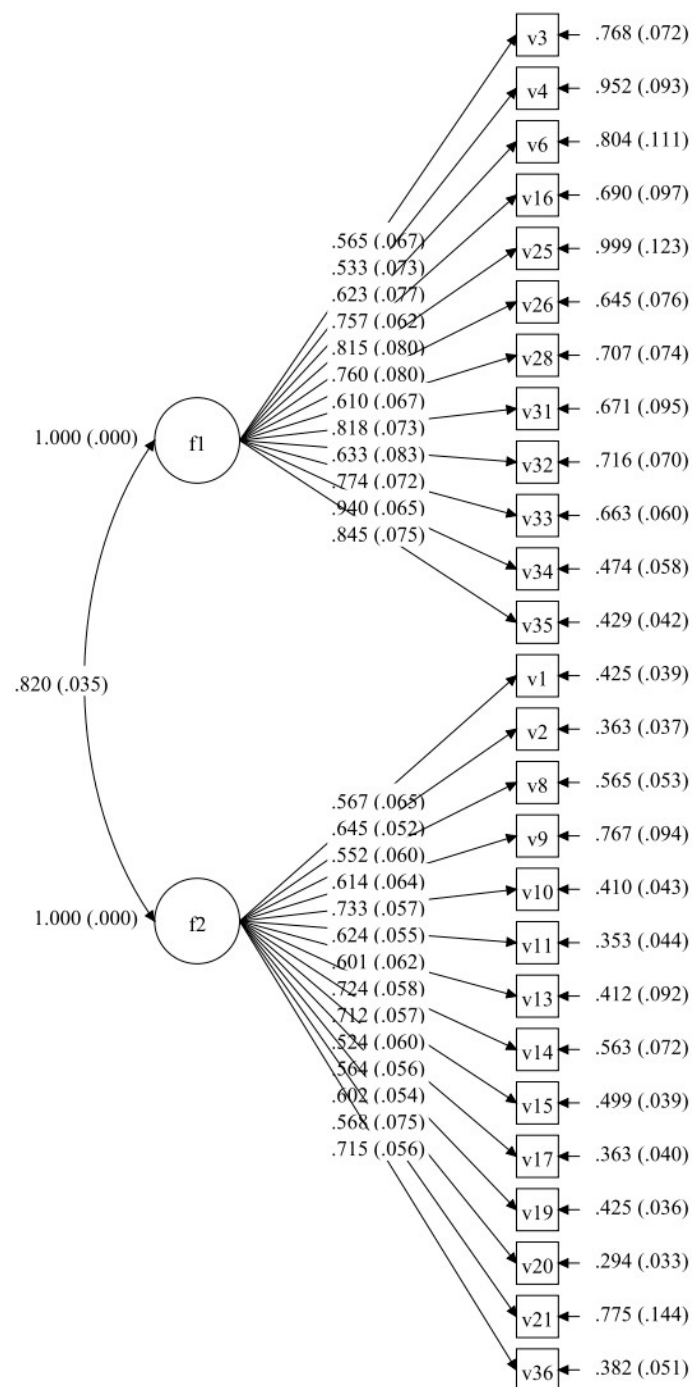 v3 .768 (.072)
v4 .952 (.093)
v6 .804 (.111)
v16 .690 (.097)
.565 (.067)
v25 .999 (.123)
.533 (.073)
.623 (.077)
v26 .645 (.076)
.757 (.062)
.815 (.080)
v28 .707 (.074)
.760 (.080)
.610 (.067)
v31 .671 (.095)
.818 (.073)
1.000 (.000) f1
.633 (.083)
v32 .716 (.070)
.774 (.072)
.940 (.065)
v33 .663 (.060)
.845 (.075)
v34 .474 (.058)
v35 .429 (.042)
v1 .425 (.039)
.820 (.035)
v2 .363 (.037)
v8 .565 (.053)
.567 (.065)
.645 (.052)
v9 .767 (.094)
.552 (.060)
.614 (.064)
v10 .410 (.043)
.733 (.057)
1.000 (.000) f2
.624 (.055)
v11 .353 (.044)
.601 (.062)
.724 (.058)
v13 .412 (.092)
.712 (.057)
.524 (.060)
v14 .563 (.072)
.564 (.056)
.602 (.054)
v15 .499 (.039)
.568 (.075)
.715 (.056)
v17 .363 (.040)
v19 .425 (.036)
v20 .294 (.033)
v21 .775 (.144)
v36 .382 (.051)